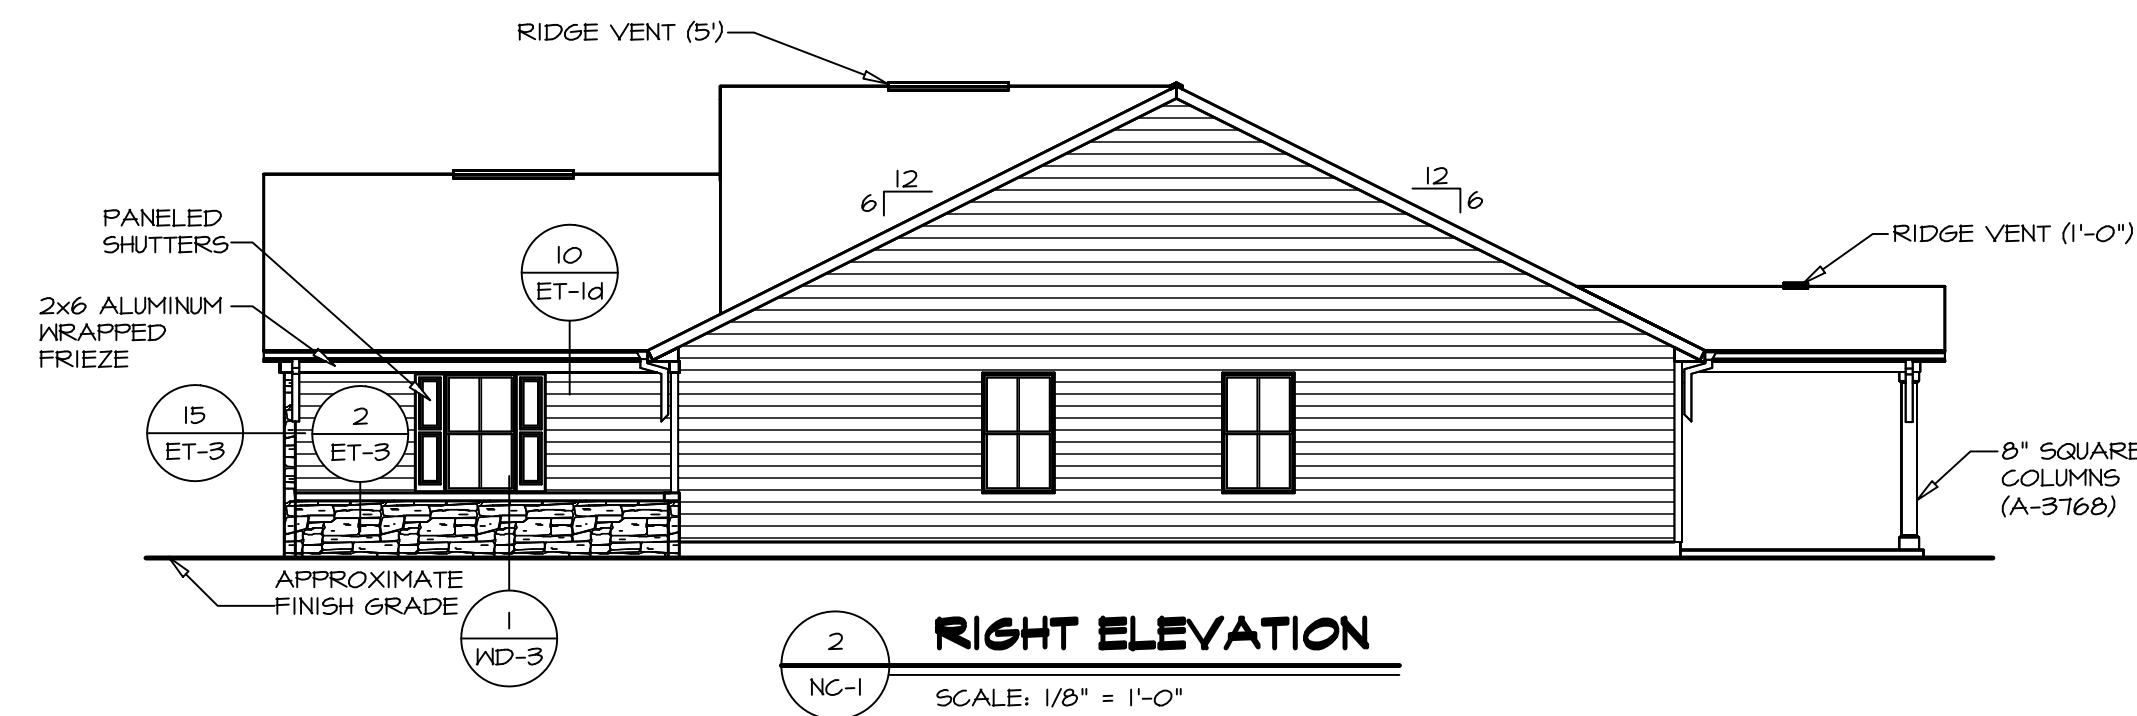 RIDGE VENT (5')
12
6
12
6
PANELED
SHUTTERS
10
ET-1d
RIDGE VENT (1'-0")
2x6 ALUMINUM
WRAPPED
FRIEZE
15
ET-3
2
ET-3
8" SQUARE
COLUMNS
(A-3768)
APPROXIMATE
FINISH GRADE
1
WD-3
2
NC-1
RIGHT ELEVATION
SCALE: 1/8" = 1'-0"